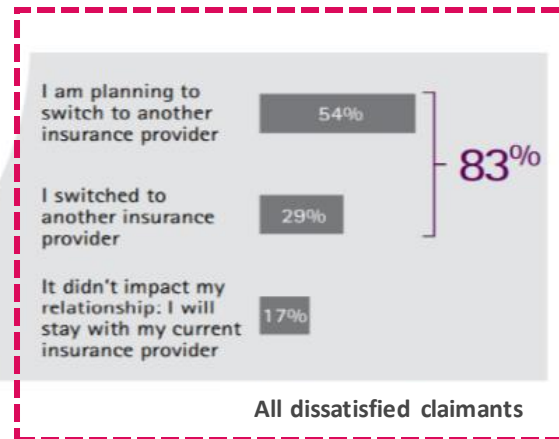 I am planning to
switch to another
insurance provider
54%
83%
I switched to
another insurance
provider
29%
It didn't impact my
relationship: I will
stay with my current
insurance provider
17%
All dissatisfied claimants